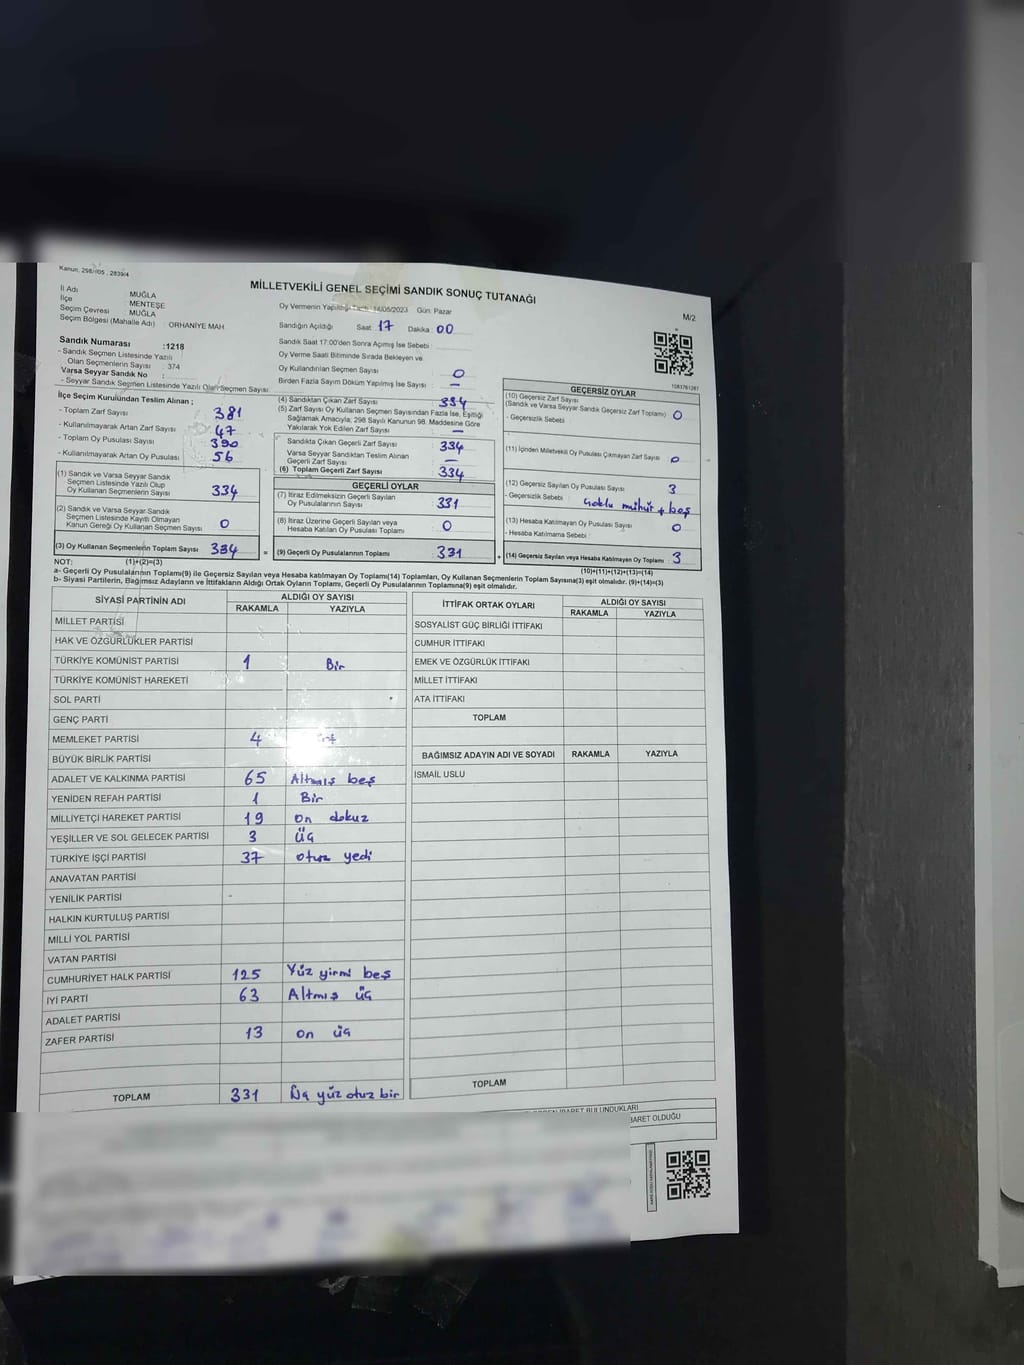 Kanun, 298/105 , 2839/4
MİLLETVEKİLİ GENEL SEÇİMİ SANDIK SONUÇ TUTANAĞI
M/2
İl Adı MUĞLA
İlçe MENTEŞE
Seçim Çevresi MUĞLA
Seçim Bölgesi (Mahalle Adı) : ORHANİYE MAH
Oy Vermenin Yapıldığı Tarih : 14/05/2023 Gün: Pazar
Sandığın Açıldığı Saat : 17 Dakika : 00
Sandık Saat 17:00'den Sonra Açılmış İse Sebebi
Oy Verme Saati Bitiminde Sırada Bekleyen ve
Oy Kullandırılan Seçmen Sayısı 0
Birden Fazla Sayım Döküm Yapılmış İse Sayısı : —
Sandık Numarası :1218
- Sandık Seçmen Listesinde Yazılı
Olan Seçmenlerin Sayısı : 374
Varsa Seyyar Sandık No :
- Seyyar Sandık Seçmen Listesinde Yazılı Olan Seçmen Sayısı:
İlçe Seçim Kurulundan Teslim Alınan ;
- Toplam Zarf Sayısı 381
- Kullanılmayarak Artan Zarf Sayısı 47
- Toplam Oy Pusulası Sayısı 390
- Kullanılmayarak Artan Oy Pusulası 56
(1) Sandık ve Varsa Seyyar Sandık
Seçmen Listesinde Yazılı Olup
Oy Kullanan Seçmenlerin Sayısı 334
(2) Sandık ve Varsa Seyyar Sandık
Seçmen Listesinde Kayıtlı Olmayan
Kanun Gereği Oy Kullanan Seçmen Sayısı 0
(3) Oy Kullanan Seçmenlerin Toplam Sayısı 334 =
(1)+(2)=(3)
(4) Sandıktan Çıkan Zarf Sayısı 334
(5) Zarf Sayısı Oy Kullanan Seçmen Sayısından Fazla İse, Eşitliği
Sağlamak Amacıyla; 298 Sayılı Kanunun 98. Maddesine Göre
Yakılarak Yok Edilen Zarf Sayısı —
Sandıkta Çıkan Geçerli Zarf Sayısı 334
Varsa Seyyar Sandıktan Teslim Alınan
Geçerli Zarf Sayısı —
(6) Toplam Geçerli Zarf Sayısı 334
GEÇERLİ OYLAR
(7) İtiraz Edilmeksizin Geçerli Sayılan
Oy Pusulalarının Sayısı 331
(8) İtiraz Üzerine Geçerli Sayılan veya
Hesaba Katılan Oy Pusulası Toplamı 0
(9) Geçerli Oy Pusulalarının Toplamı 331 +
1083761267
GEÇERSİZ OYLAR
(10) Geçersiz Zarf Sayısı
(Sandık ve Varsa Seyyar Sandık Geçersiz Zarf Toplamı) 0
- Geçersizlik Sebebi
(11) İçinden Milletvekili Oy Pusulası Çıkmayan Zarf Sayısı 0
(12) Geçersiz Sayılan Oy Pusulası Sayısı 3
- Geçersizlik Sebebi : Çoklu mühür + boş
(13) Hesaba Katılmayan Oy Pusulası Sayısı 0
- Hesaba Katılmama Sebebi :
(14) Geçersiz Sayılan veya Hesaba Katılmayan Oy Toplamı 3
(10)+(11)+(12)+(13)=(14)
NOT:
a- Geçerli Oy Pusulalarının Toplamı(9) ile Geçersiz Sayılan veya Hesaba katılmayan Oy Toplamı(14) Toplamları, Oy Kullanan Seçmenlerin Toplam Sayısına(3) eşit olmalıdır. (9)+(14)=(3)
b- Siyasi Partilerin, Bağımsız Adayların ve İttifakların Aldığı Ortak Oyların Toplamı, Geçerli Oy Pusulalarının Toplamına(9) eşit olmalıdır.
SİYASİ PARTİNİN ADI ALDIĞI OY SAYISI
RAKAMLA YAZIYLA
MİLLET PARTİSİ
HAK VE ÖZGÜRLÜKLER PARTİSİ
TÜRKİYE KOMÜNİST PARTİSİ 1 Bir
TÜRKİYE KOMÜNİST HAREKETİ
SOL PARTİ
GENÇ PARTİ
MEMLEKET PARTİSİ 4
BÜYÜK BİRLİK PARTİSİ
ADALET VE KALKINMA PARTİSİ 65 Altmış beş
YENİDEN REFAH PARTİSİ 1 Bir
MİLLİYETÇİ HAREKET PARTİSİ 19 on dokuz
YEŞİLLER VE SOL GELECEK PARTİSİ 3 üç
TÜRKİYE İŞÇİ PARTİSİ 37 otuz yedi
ANAVATAN PARTİSİ
YENİLİK PARTİSİ
HALKIN KURTULUŞ PARTİSİ
MİLLİ YOL PARTİSİ
VATAN PARTİSİ
CUMHURİYET HALK PARTİSİ 125 Yüz yirmi beş
İYİ PARTİ 63 Altmış üç
ADALET PARTİSİ
ZAFER PARTİSİ 13 on üç
TOPLAM 331 Üç yüz otuz bir
İTTİFAK ORTAK OYLARI ALDIĞI OY SAYISI
RAKAMLA YAZIYLA
SOSYALİST GÜÇ BİRLİĞİ İTTİFAKI
CUMHUR İTTİFAKI
EMEK VE ÖZGÜRLÜK İTTİFAKI
MİLLET İTTİFAKI
ATA İTTİFAKI
TOPLAM
BAĞIMSIZ ADAYIN ADI VE SOYADI RAKAMLA YAZIYLA
İSMAİL USLU
TOPLAM
BULUNDUKLARI
BARET OLDUĞU